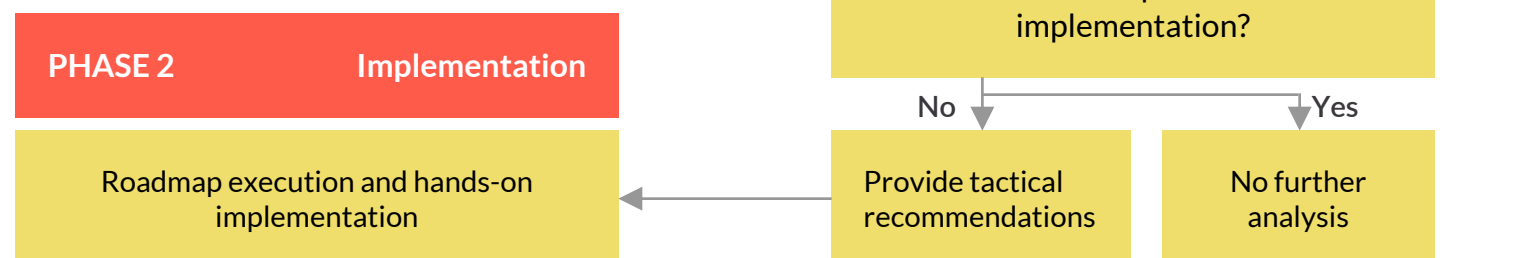 PHASE 2 Implementation
Roadmap execution and hands-on
implementation
implementation?
No
Yes
Provide tactical
recommendations
No further
analysis